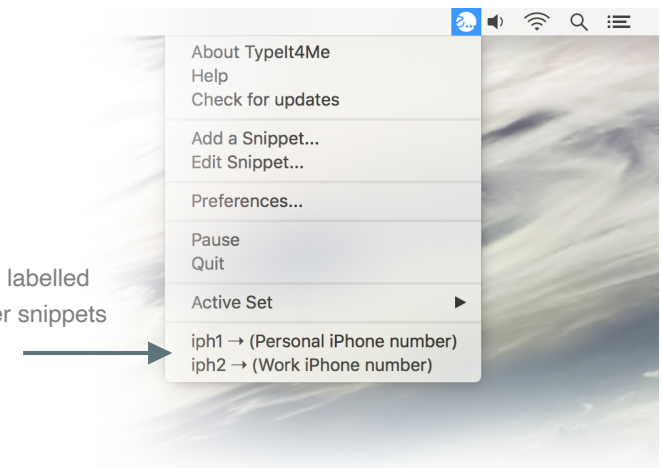 About TypeIt4Me
Help
Check for updates
Add a Snippet...
Edit Snippet...
Preferences...
Pause
Quit
Active Set
labelled
snippets
iph1 → (Personal iPhone number)
iph2 → (Work iPhone number)